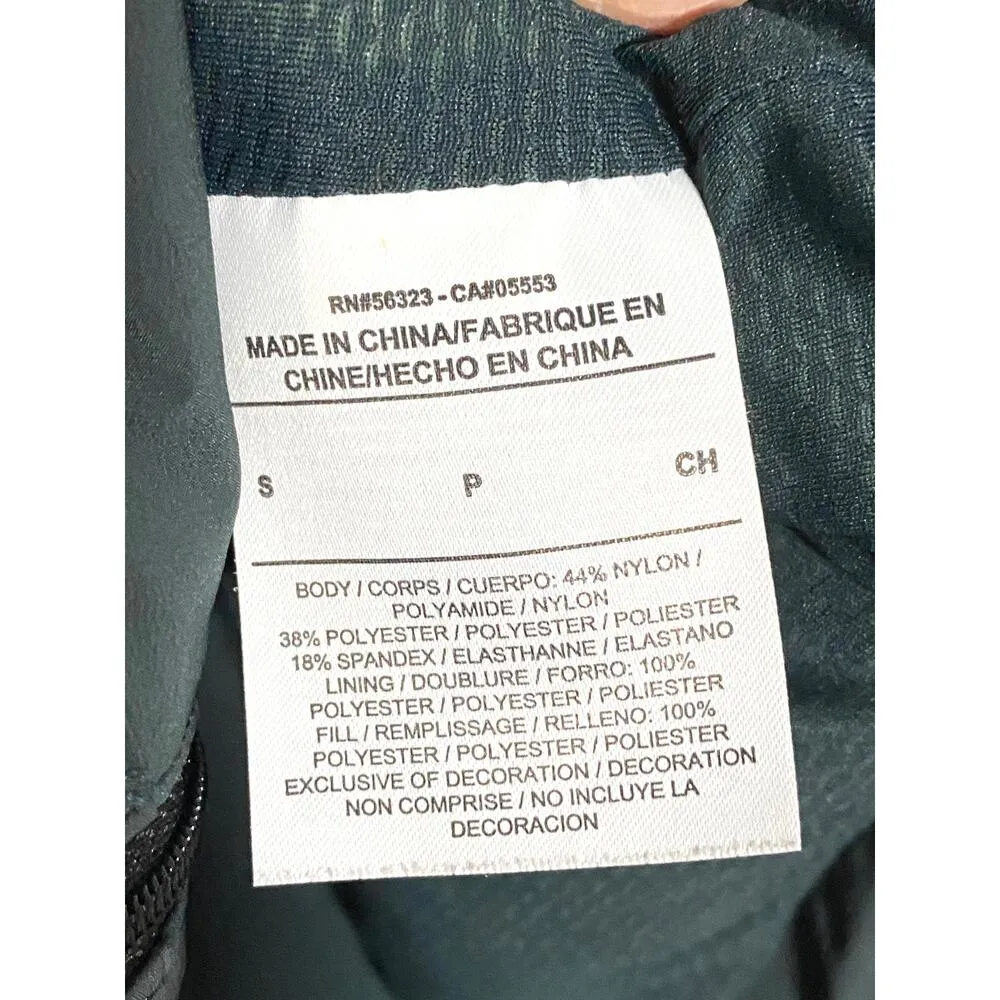 RN#56323 - CA#05553
MADE IN CHINA/FABRIQUE EN
CHINE/HECHO EN CHINA
S P CH
BODY / CORPS / CUERPO: 44% NYLON /
POLYAMIDE / NYLON
38% POLYESTER / POLYESTER / POLIESTER
18% SPANDEX / ELASTHANNE / ELASTANO
LINING / DOUBLURE / FORRO: 100%
POLYESTER / POLYESTER / POLIESTER
FILL / REMPLISSAGE / RELLENO: 100%
POLYESTER / POLYESTER / POLIESTER
EXCLUSIVE OF DECORATION / DECORATION
NON COMPRISE / NO INCLUYE LA
DECORACION